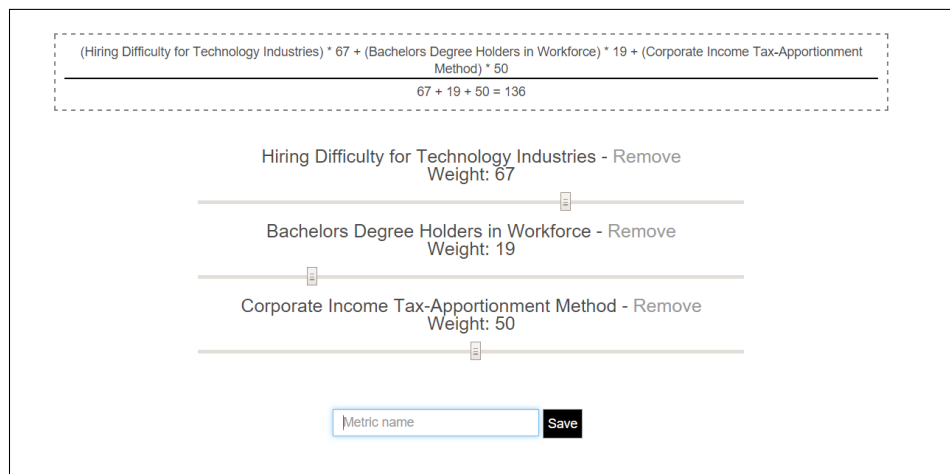 (Hiring Difficulty for Technology Industries) * 67 + (Bachelors Degree Holders in Workforce) * 19 + (Corporate Income Tax-Apportionment
Method) * 50
67 + 19 + 50 = 136
Hiring Difficulty for Technology Industries - Remove
Weight: 67
Bachelors Degree Holders in Workforce - Remove
Weight: 19
Corporate Income Tax-Apportionment Method - Remove
Weight: 50
Metric name Save